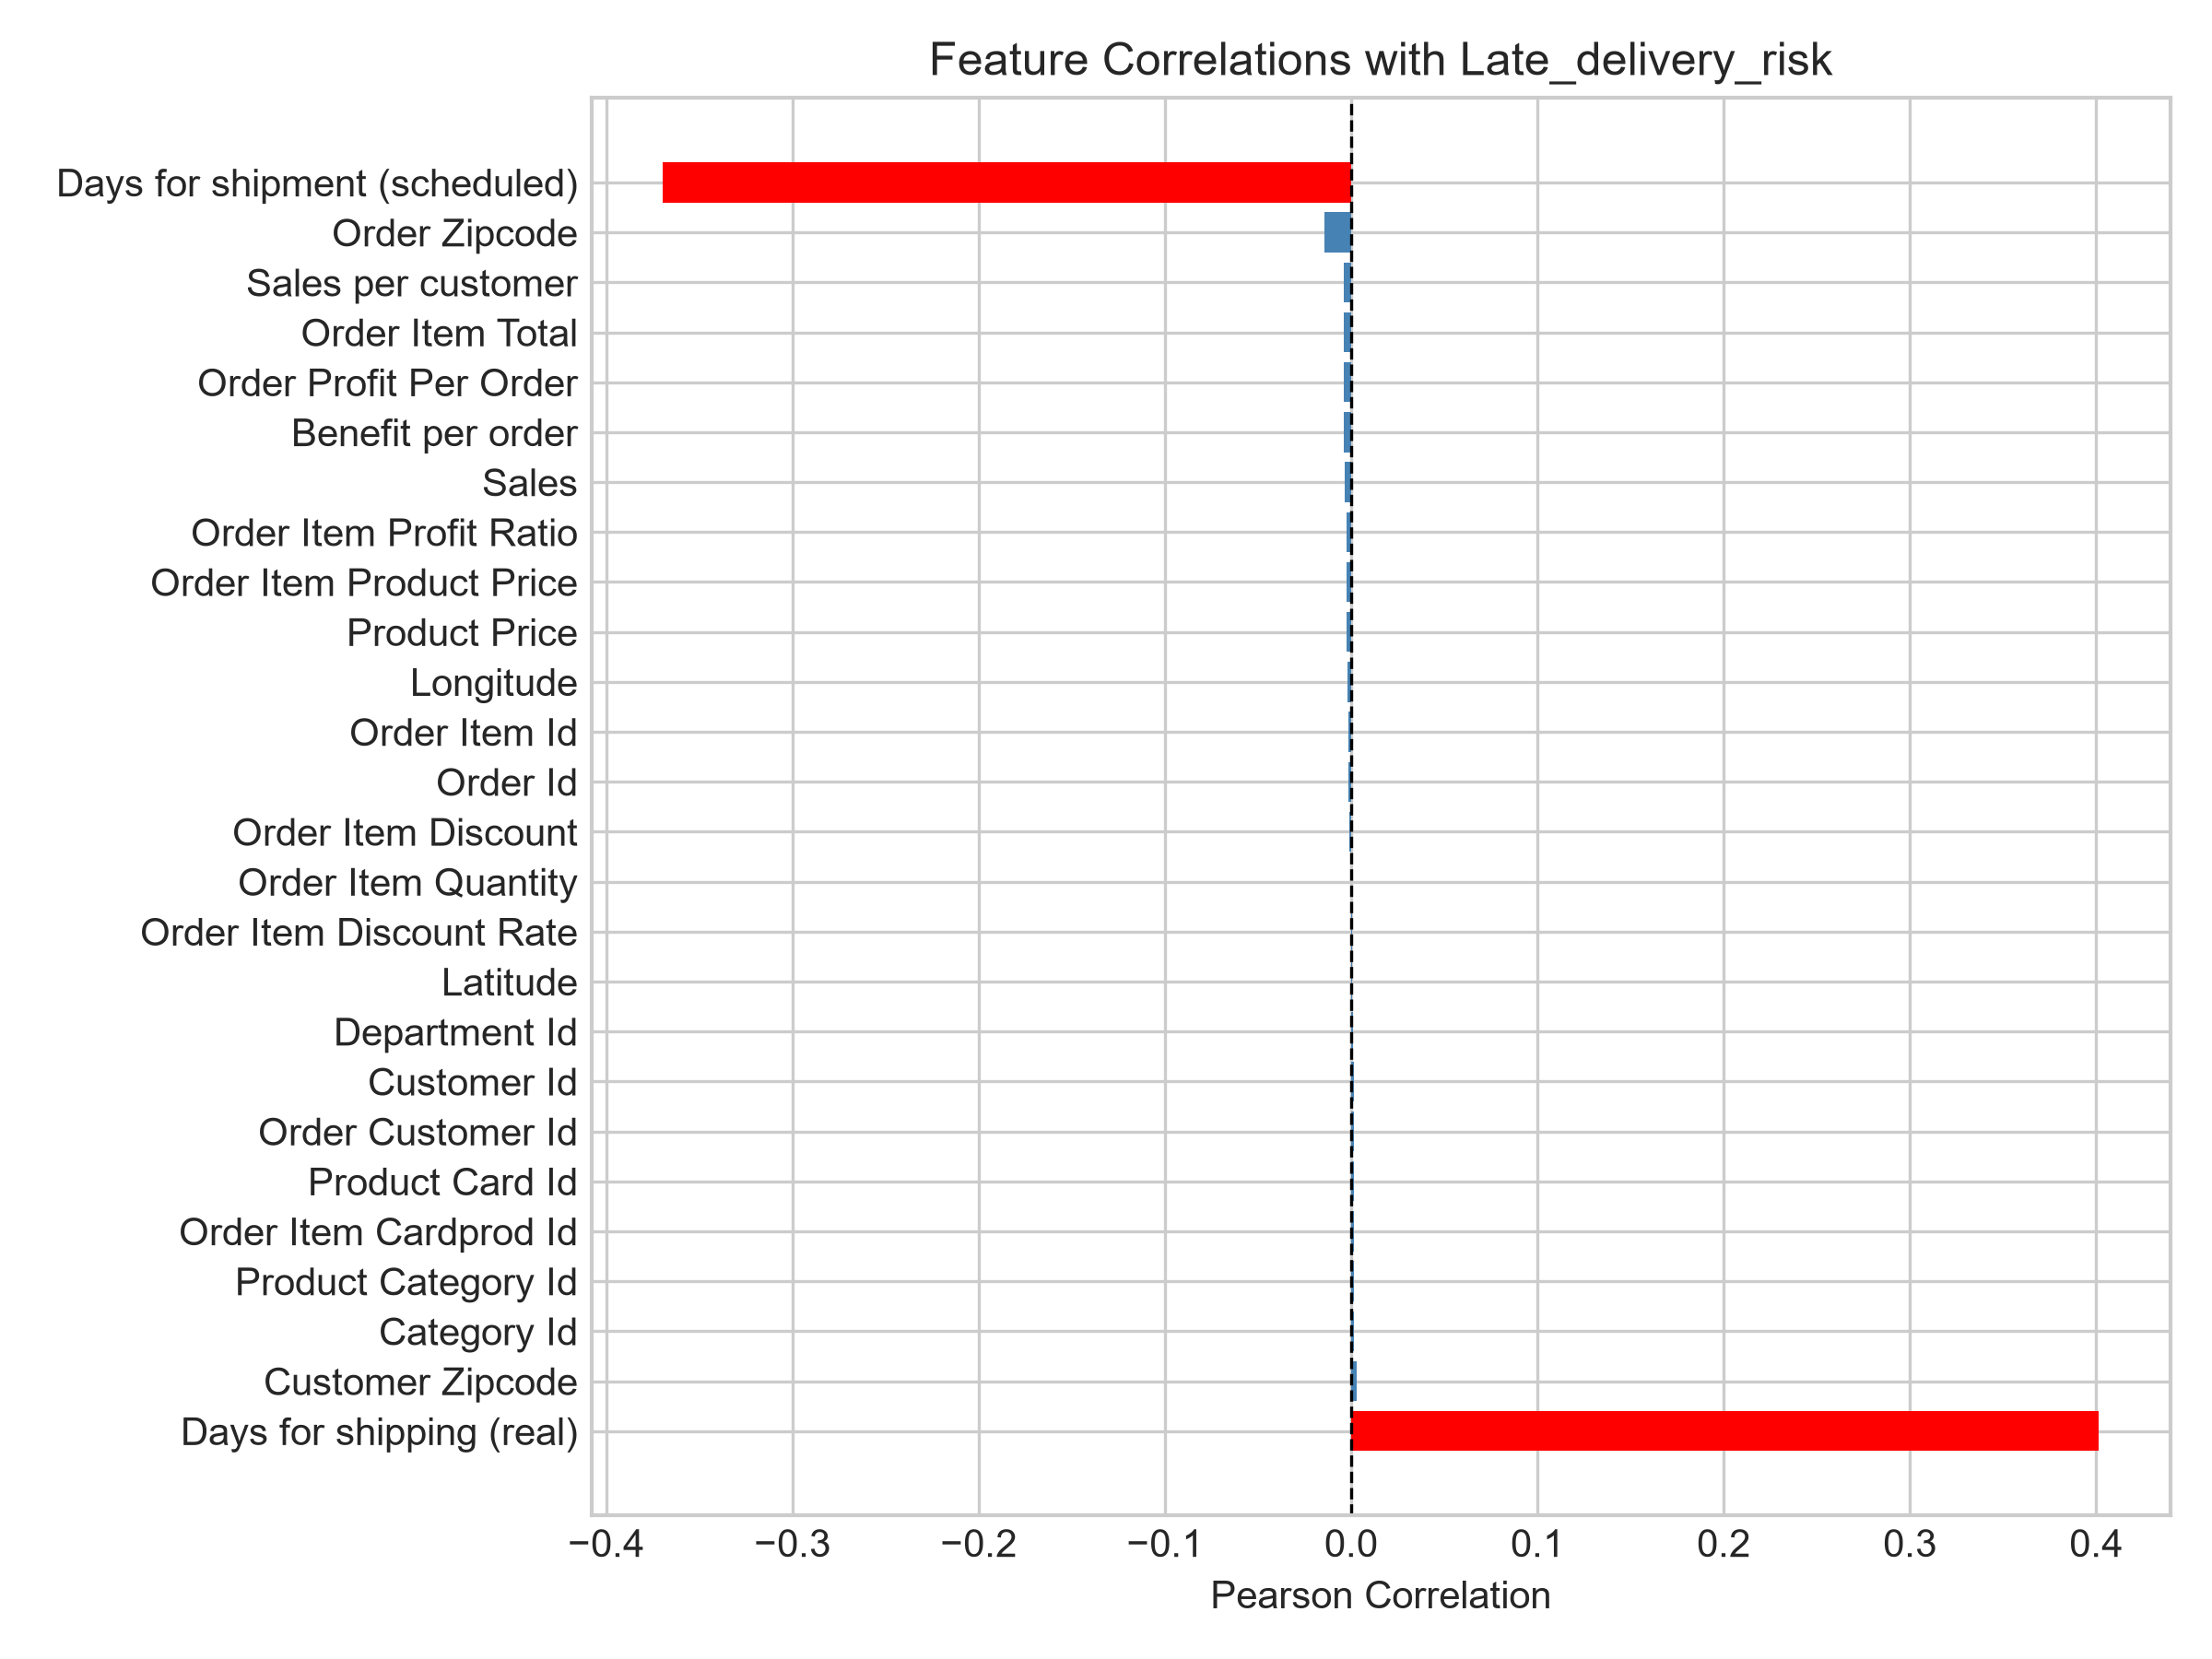 Feature Correlations with Late_delivery_risk
Days for shipment (scheduled)
Order Zipcode
Sales per customer
Order Item Total
Order Profit Per Order
Benefit per order
Sales
Order Item Profit Ratio
Order Item Product Price
Product Price
Longitude
Order Item Id
Order Id
Order Item Discount
Order Item Quantity
Order Item Discount Rate
Latitude
Department Id
Customer Id
Order Customer Id
Product Card Id
Order Item Cardprod Id
Product Category Id
Category Id
Customer Zipcode
Days for shipping (real)
−0.4 −0.3 −0.2 −0.1 0.0 0.1 0.2 0.3 0.4
Pearson Correlation